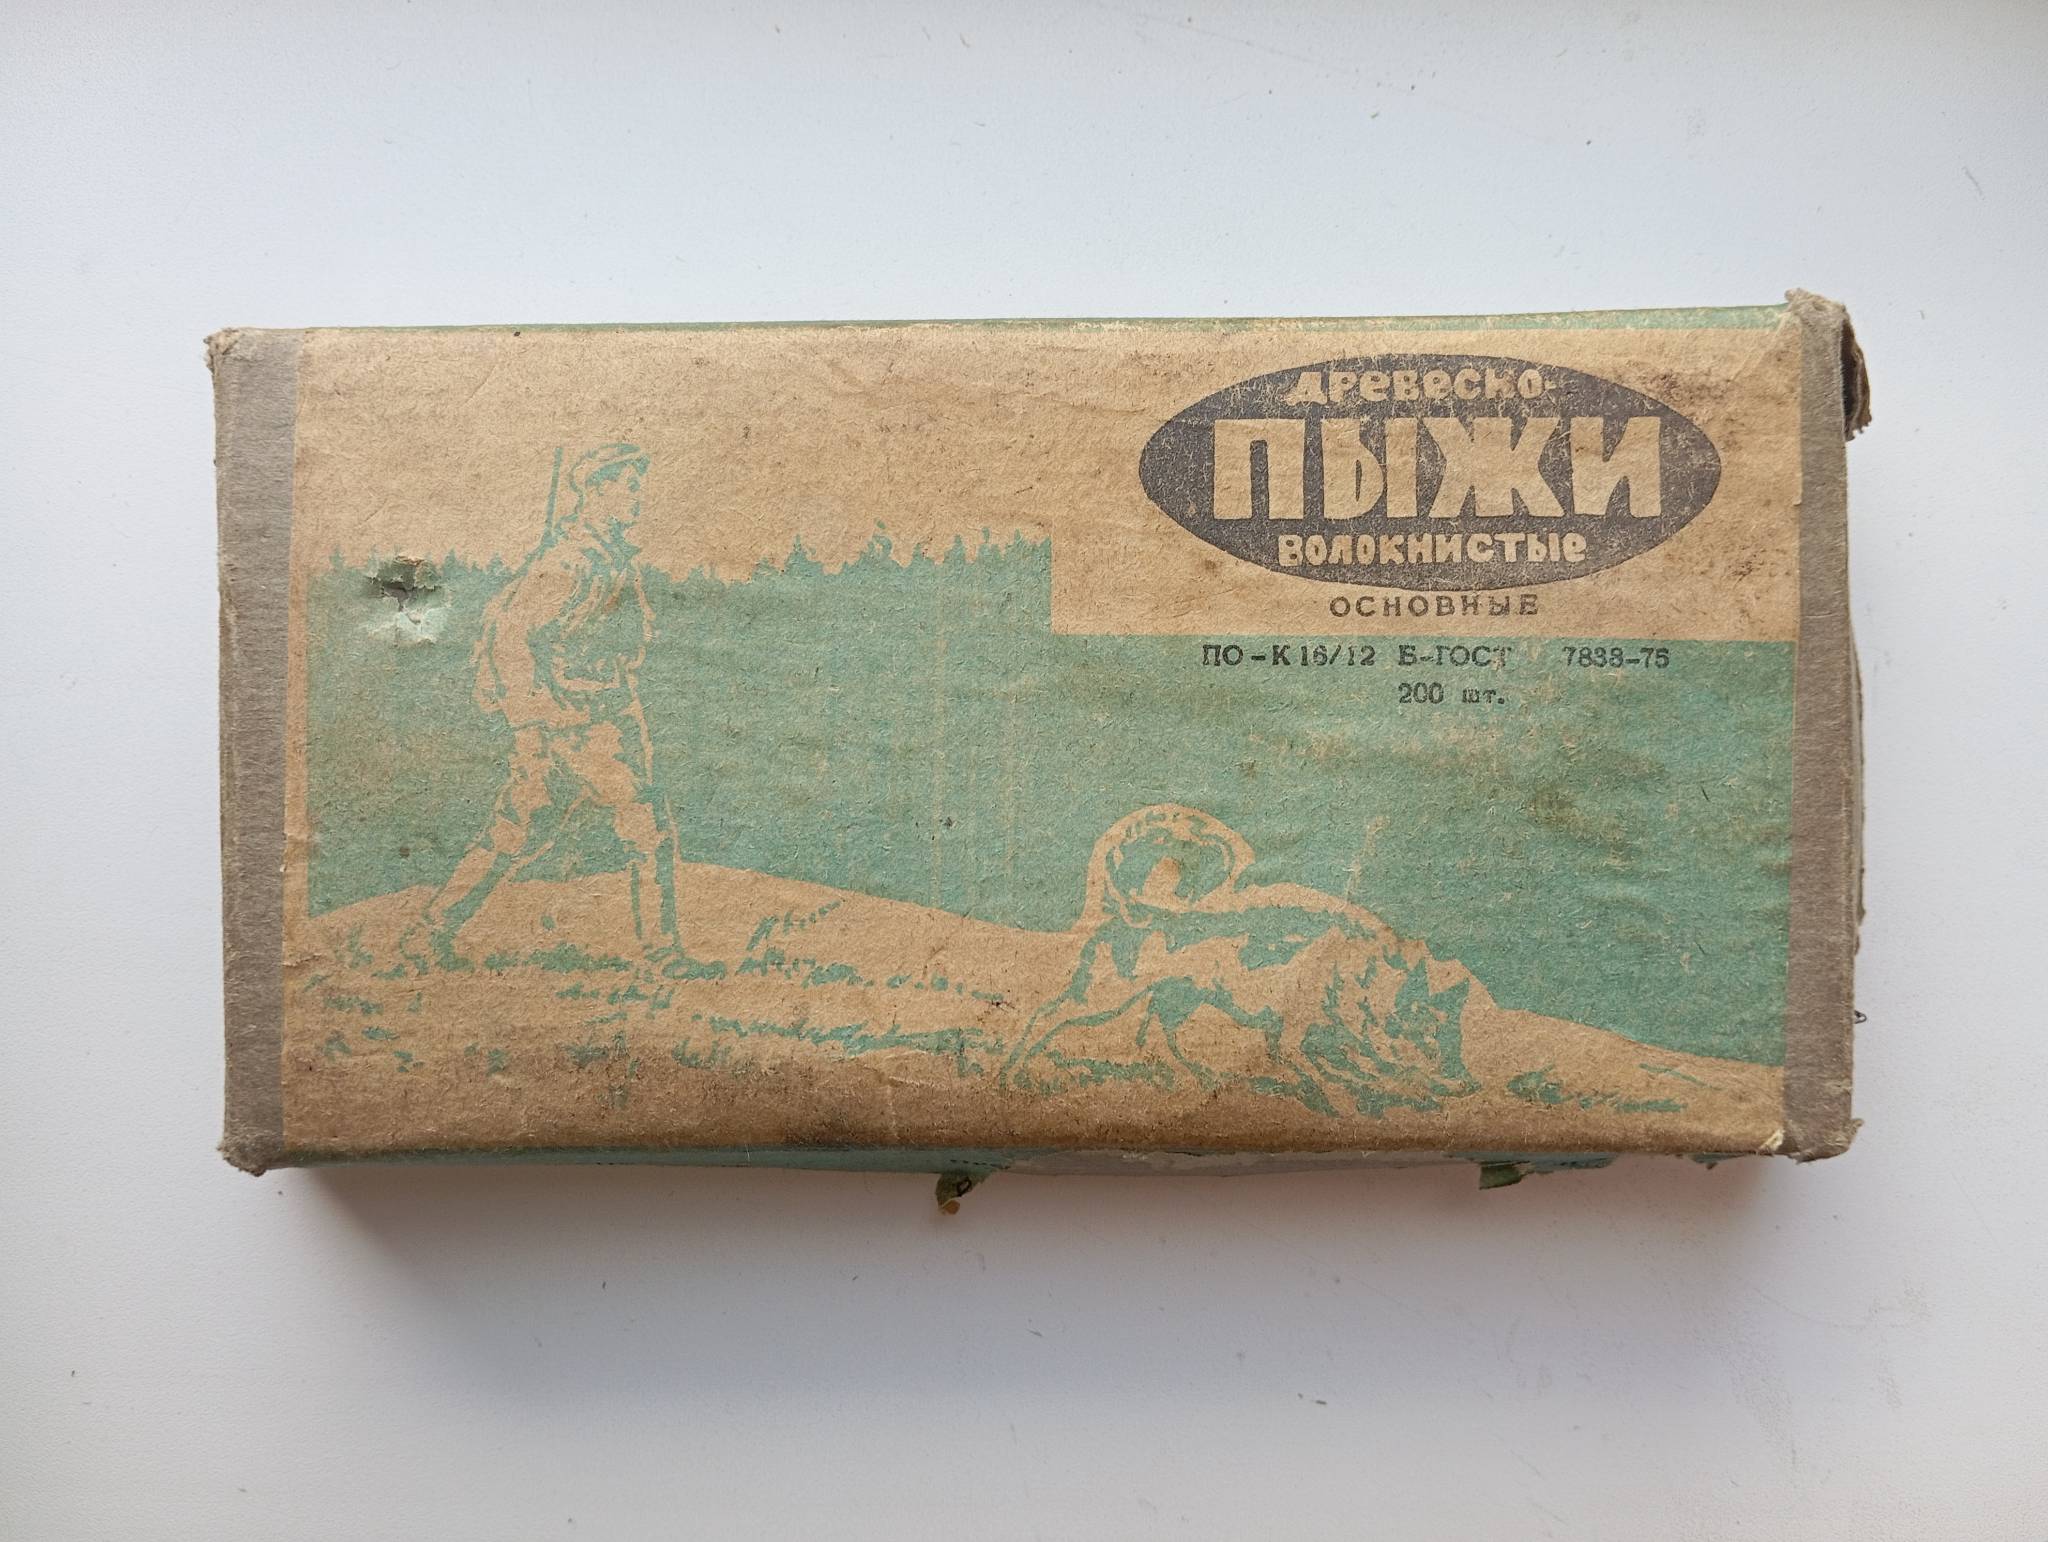 ДРЕВЕСНО-
ПЫЖИ
ВОЛОКНИСТЫЕ
ОСНОВНЫЕ
ПО-К 16/12 Б-ГОСТ 7838-75
200 шт.